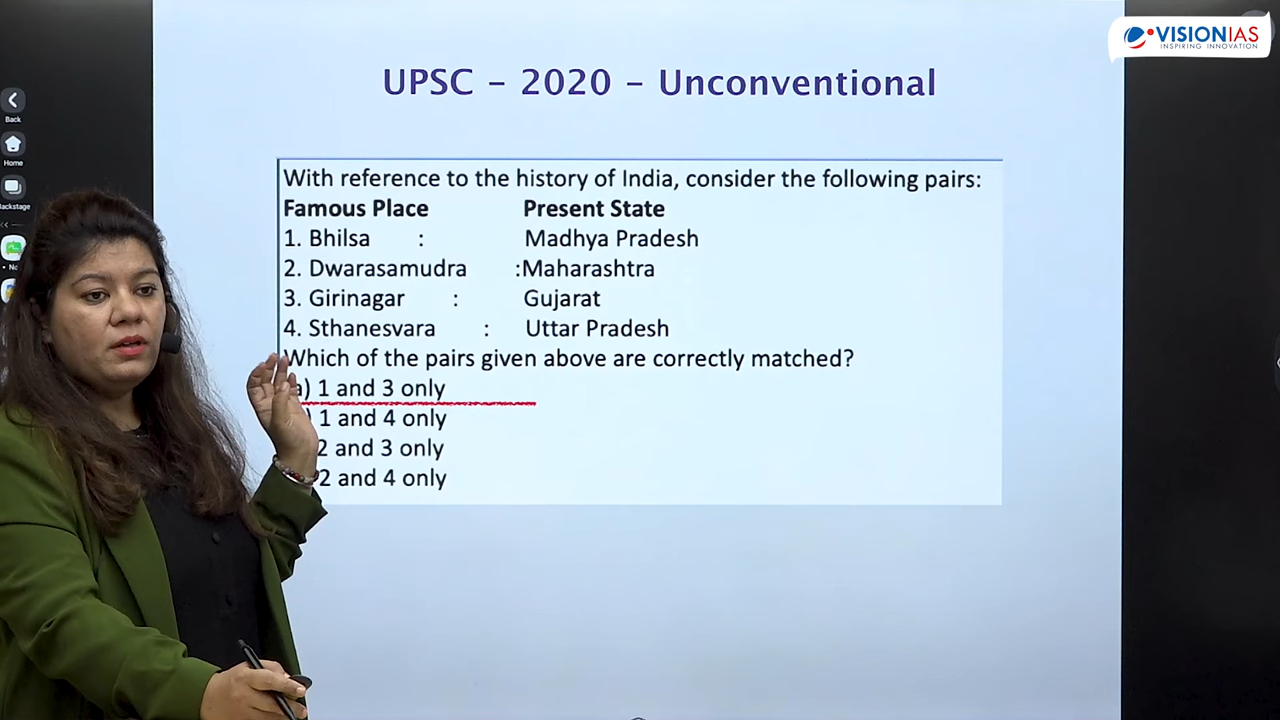 VISIONIAS
INSPIRING INNOVATION
UPSC – 2020 – Unconventional
Back
Home
Backstage
With reference to the history of India, consider the following pairs:
Famous Place Present State
1. Bhilsa : Madhya Pradesh
2. Dwarasamudra :Maharashtra
3. Girinagar : Gujarat
4. Sthanesvara : Uttar Pradesh
Which of the pairs given above are correctly matched?
a) 1 and 3 only
) 1 and 4 only
2 and 3 only
2 and 4 only